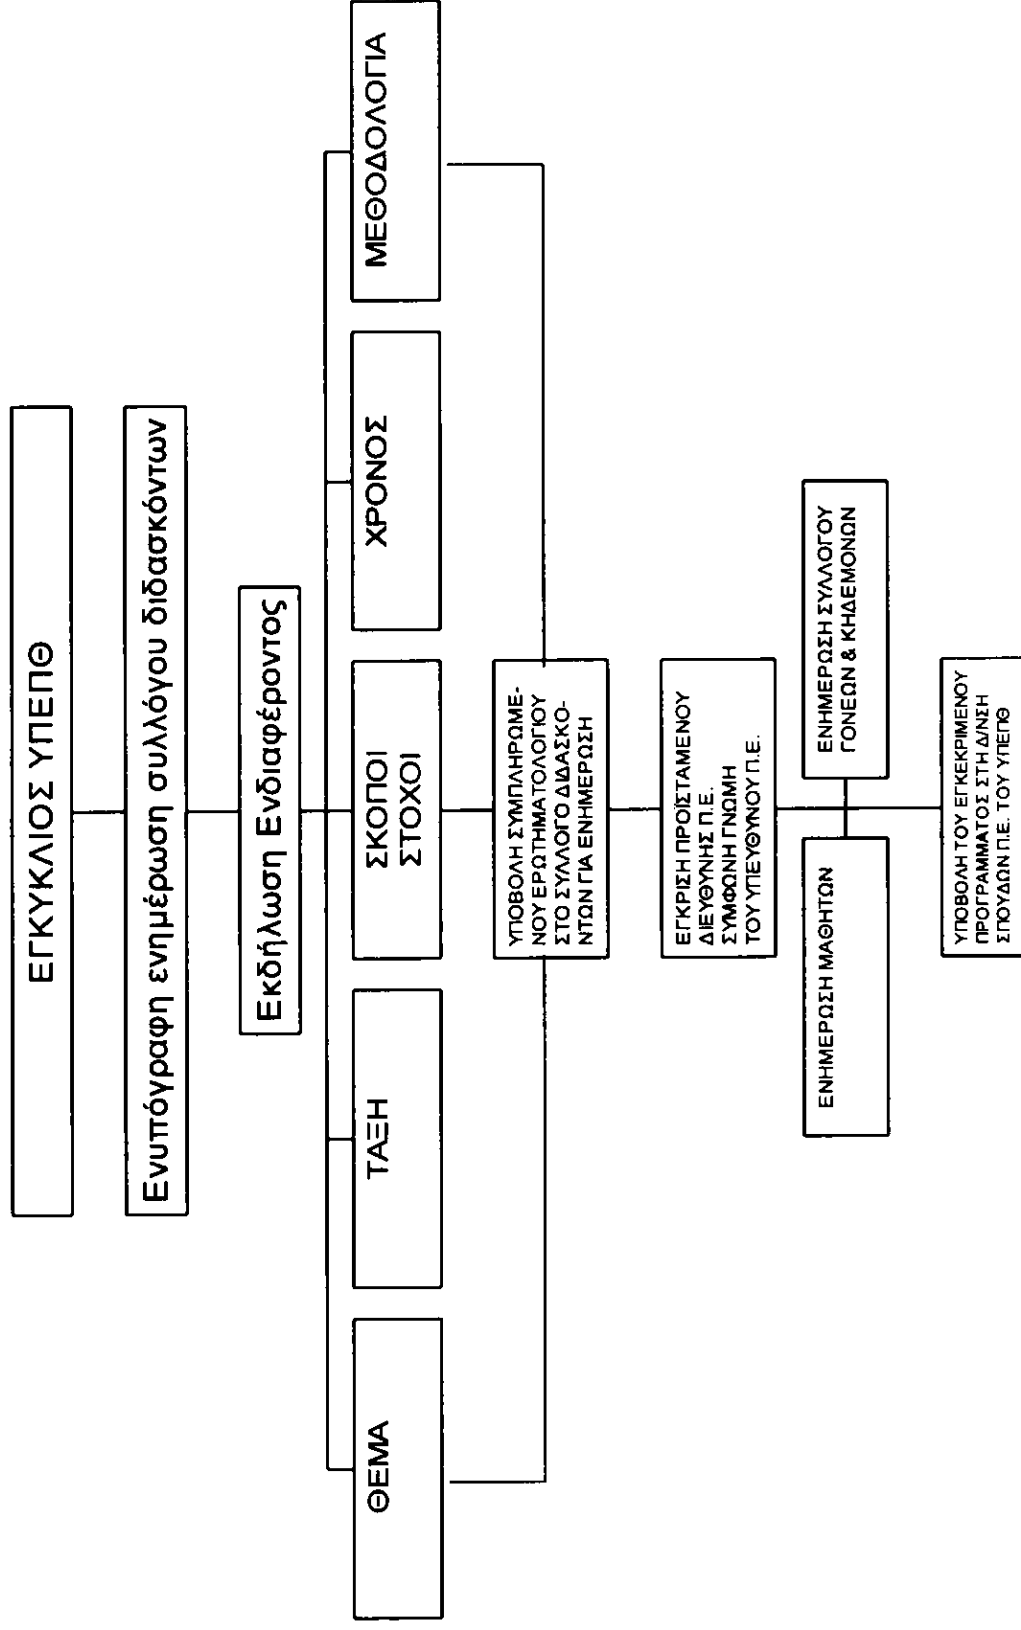 ΕΓΚΥΚΛΙΟΣ ΥΠΕΠΘ
Ενυπόγραφη ενημέρωση συλλόγου διδασκόντων
Εκδήλωση Ενδιαφέροντος
ΘΕΜΑ
ΤΑΞΗ
ΣΚΟΠΟΙ
ΣΤΟΧΟΙ
ΧΡΟΝΟΣ
ΜΕΘΟΔΟΛΟΓΙΑ
ΥΠΟΒΟΛΗ ΣΥΜΠΛΗΡΩΜΕ-
ΝΟΥ ΕΡΩΤΗΜΑΤΟΛΟΓΙΟΥ
ΣΤΟ ΣΥΛΛΟΓΟ ΔΙΔΑΣΚΟ-
ΝΤΩΝ ΓΙΑ ΕΝΗΜΕΡΩΣΗ
ΕΓΚΡΙΣΗ ΠΡΟΪΣΤΑΜΕΝΟΥ
ΔΙΕΥΘΥΝΗΣ Π.Ε.
ΣΥΜΦΩΝΗ ΓΝΩΜΗ
ΤΟΥ ΥΠΕΥΘΥΝΟΥ Π.Ε.
ΕΝΗΜΕΡΩΣΗ ΜΑΘΗΤΩΝ
ΕΝΗΜΕΡΩΣΗ ΣΥΛΛΟΓΟΥ
ΓΟΝΕΩΝ & ΚΗΔΕΜΟΝΩΝ
ΥΠΟΒΟΛΗ ΤΟΥ ΕΓΚΕΚΡΙΜΕΝΟΥ
ΠΡΟΓΡΑΜΜΑΤΟΣ ΣΤΗ Δ/ΝΣΗ
ΣΠΟΥΔΩΝ Π.Ε. ΤΟΥ ΥΠΕΠΘ